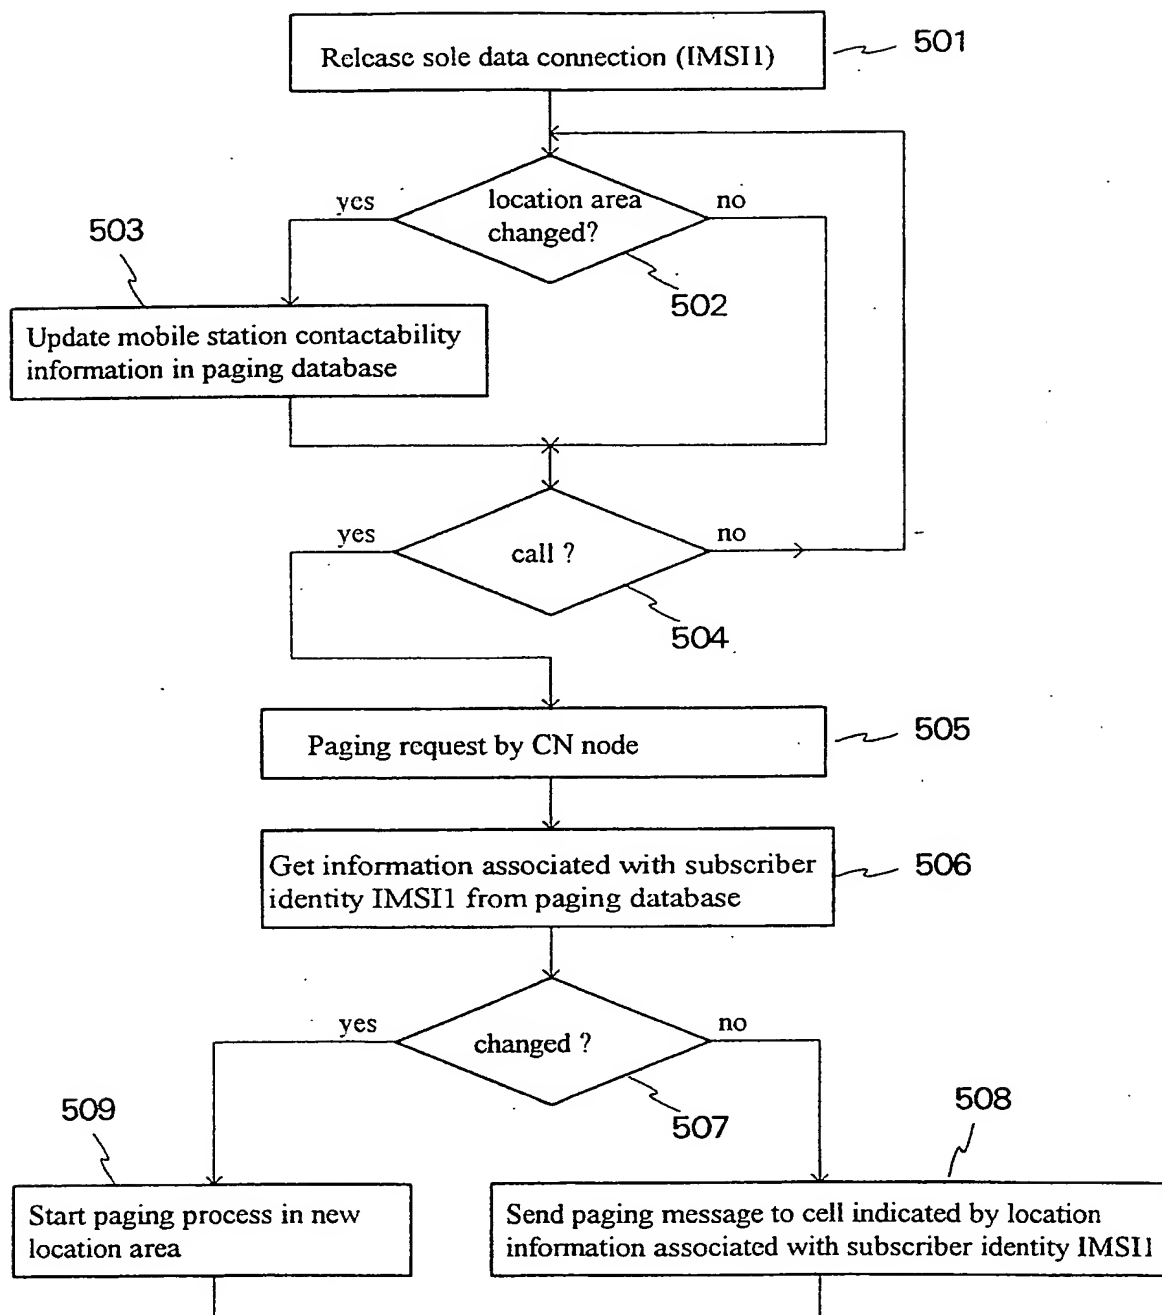 Release sole data connection (IMSI1)
501
yes
location area
changed?
no
503
502
Update mobile station contactability
information in paging database
yes
call ?
no
504
Paging request by CN node
505
Get information associated with subscriber
identity IMSI1 from paging database
506
yes
changed ?
no
507
509
508
Start paging process in new
location area
Send paging message to cell indicated by location
information associated with subscriber identity IMSI1